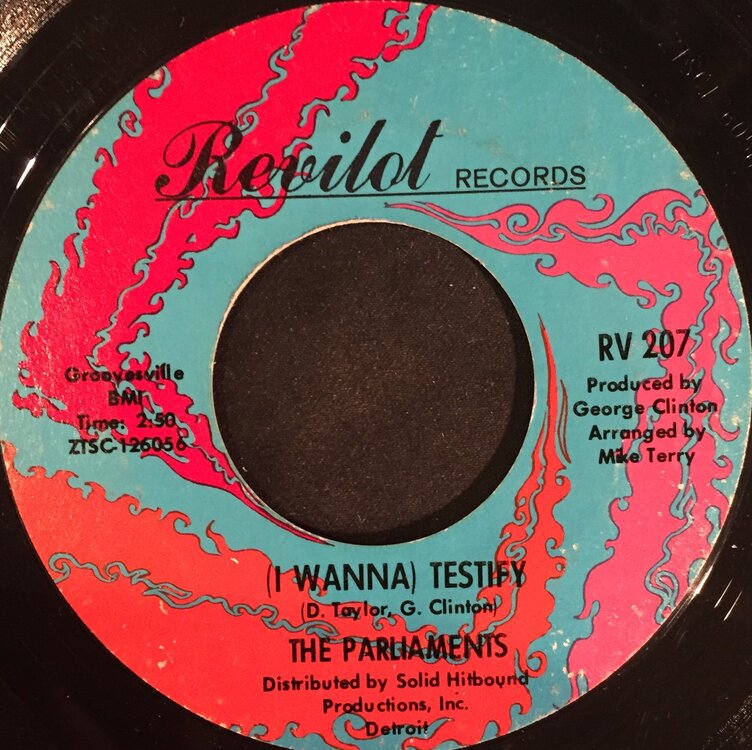 Revilot RECORDS
RV 207
Produced by
George Clinton
Arranged by
Mike Terry
Groovesville
BMI
Time: 2:50
ZTSC-126056
(I WANNA) TESTIFY
(D. Taylor, G. Clinton)
THE PARLIAMENTS
Distributed by Solid Hitbound
Productions, Inc.
Detroit